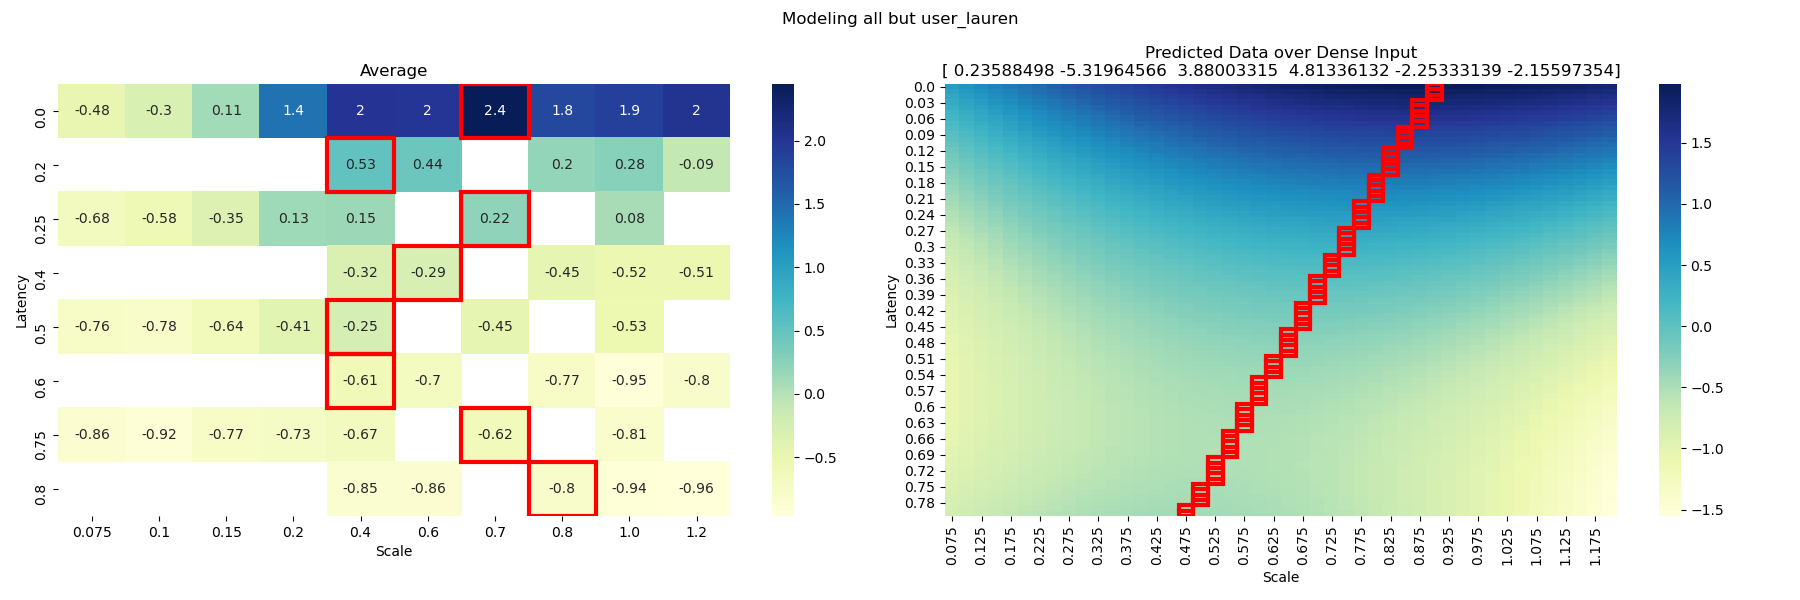 Modeling all but user_lauren
Average
0.0 -0.48 -0.3 0.11 1.4 2 2 2.4 1.8 1.9 2
0.2 0.53 0.44 0.2 0.28 -0.09
0.25 -0.68 -0.58 -0.35 0.13 0.15 0.22 0.08
0.4 -0.32 -0.29 -0.45 -0.52 -0.51
0.5 -0.76 -0.78 -0.64 -0.41 -0.25 -0.45 -0.53
0.6 -0.61 -0.7 -0.77 -0.95 -0.8
0.75 -0.86 -0.92 -0.77 -0.73 -0.67 -0.62 -0.81
0.8 -0.85 -0.86 -0.8 -0.94 -0.96
0.075 0.1 0.15 0.2 0.4 0.6 0.7 0.8 1.0 1.2
Scale
Latency
2.0
1.5
1.0
0.5
0.0
−0.5
Predicted Data over Dense Input
[ 0.23588498 -5.31964566 3.88003315 4.81336132 -2.25333139 -2.15597354]
0.0
0.03
0.06
0.09
0.12
0.15
0.18
0.21
0.24
0.27
0.3
0.33
0.36
0.39
0.42
0.45
0.48
0.51
0.54
0.57
0.6
0.63
0.66
0.69
0.72
0.75
0.78
Latency
0.075 0.125 0.175 0.225 0.275 0.325 0.375 0.425 0.475 0.525 0.575 0.625 0.675 0.725 0.775 0.825 0.875 0.925 0.975 1.025 1.075 1.125 1.175
Scale
1.5
1.0
0.5
0.0
−0.5
−1.0
−1.5